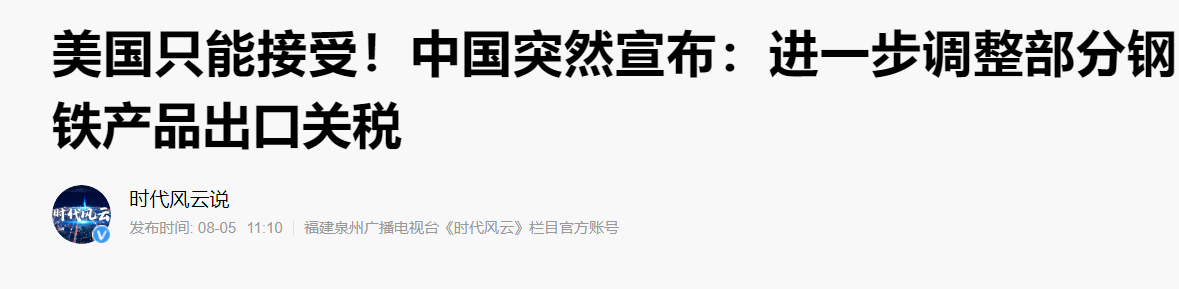 美国只能接受！中国突然宣布：进一步调整部分钢
铁产品出口关税
时代风云
时代风云说
发布时间: 08-05 11:10 福建泉州广播电视台《时代风云》栏目官方账号